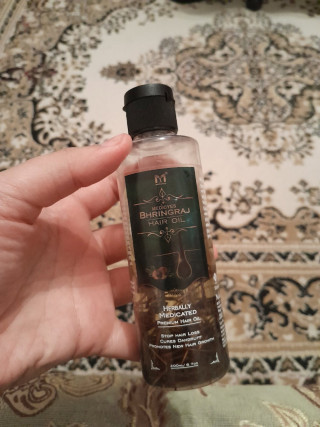 BHRINGRAJ
HAIR OIL
HERBALLY
MEDICATED
PREMIUM HAIR OIL
STOP HAIR LOSS
CURES DANDRUFF
PROMOTES NEW HAIR GROWTH